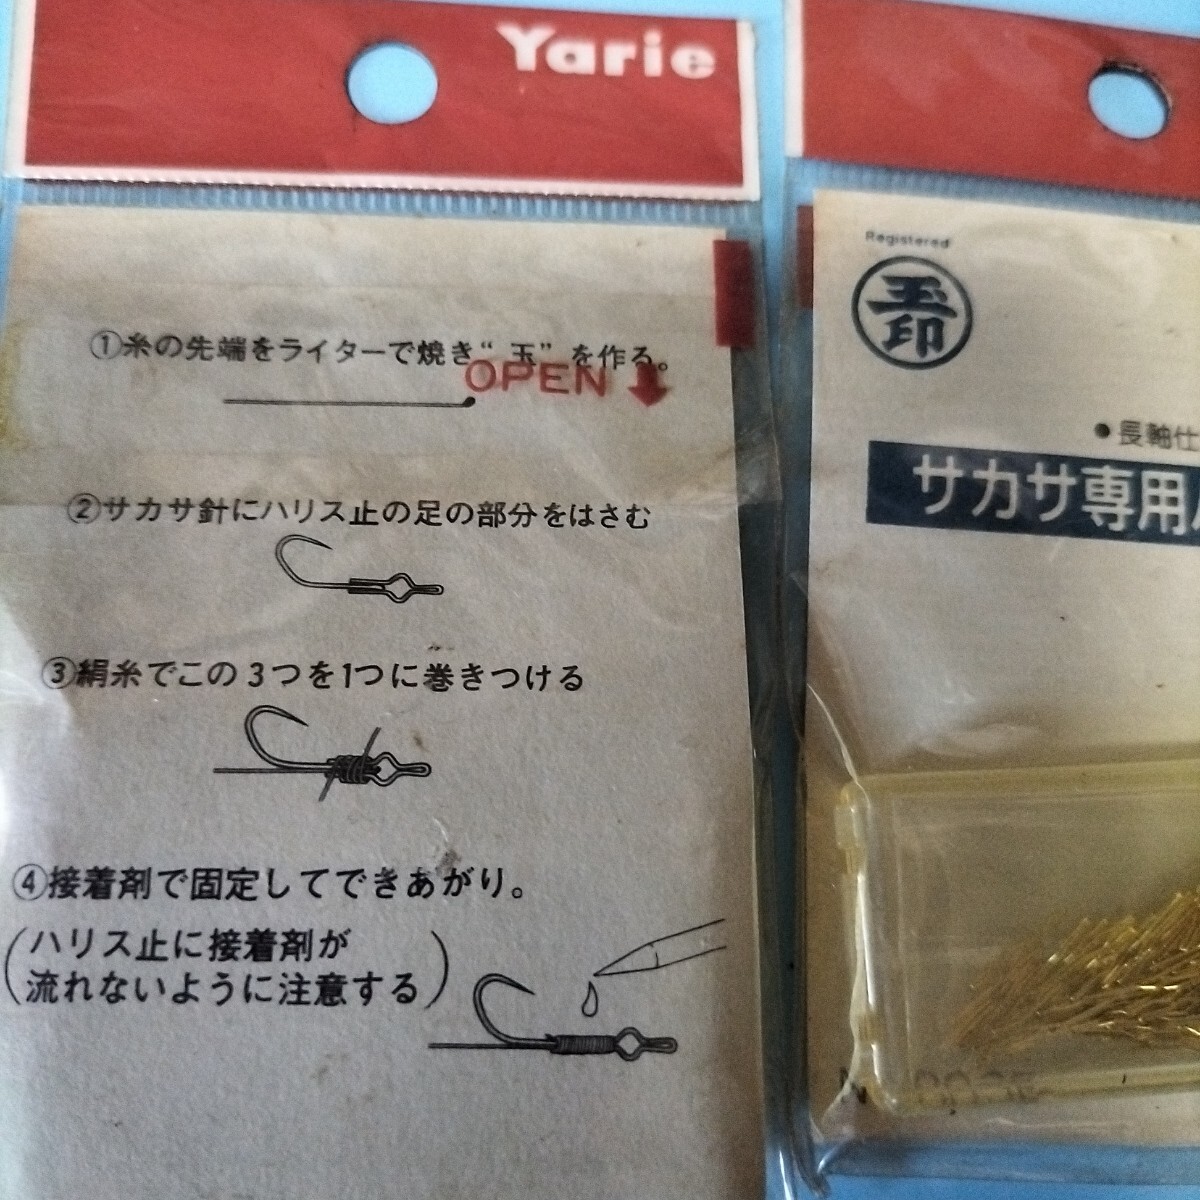 Yarie
①糸の先端をライターで焼き“玉”を作る。
OPEN
②サカサ針にハリス止の足の部分をはさむ
③絹糸でこの3つを1つに巻きつける
④接着剤で固定してできあがり。
(ハリス止に接着剤が
流れないように注意する)
Registered
玉印
●長軸仕
サカサ専用